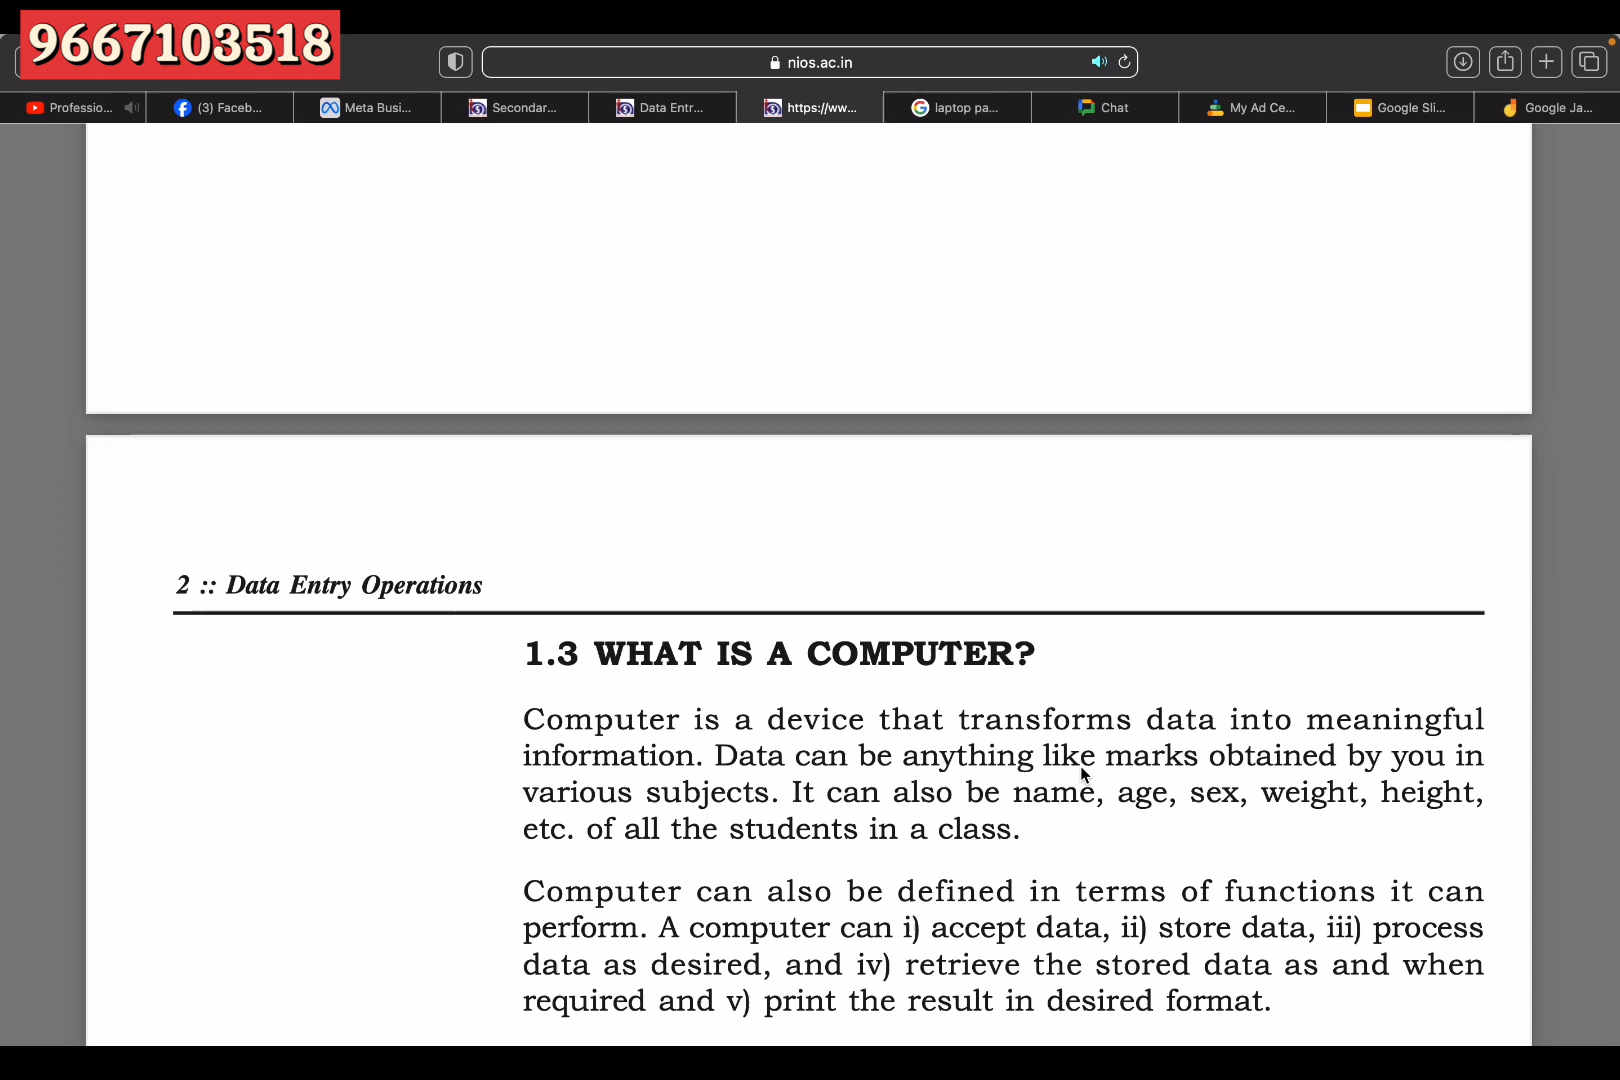 9667103518
nios.ac.in
Professio...
(3) Faceb...
Meta Busi...
Secondar...
Data Entr...
https://ww...
laptop pa...
Chat
My Ad Ce...
Google Sli...
Google Ja...
2 :: Data Entry Operations
1.3 WHAT IS A COMPUTER?
Computer is a device that transforms data into meaningful
information. Data can be anything like marks obtained by you in
various subjects. It can also be name, age, sex, weight, height,
etc. of all the students in a class.
Computer can also be defined in terms of functions it can
perform. A computer can i) accept data, ii) store data, iii) process
data as desired, and iv) retrieve the stored data as and when
required and v) print the result in desired format.